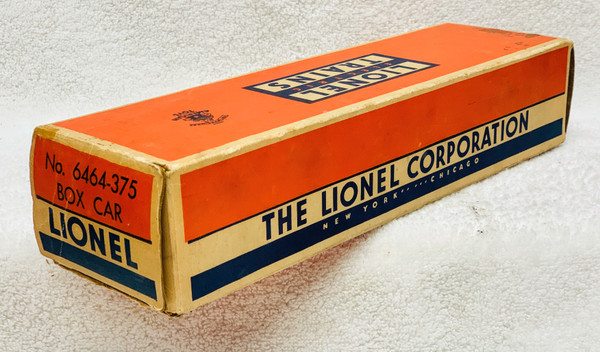 LIONEL
TRAINS
No. 6464-375
BOX CAR
LIONEL
THE LIONEL CORPORATION
NEW YORK · · · · · CHICAGO